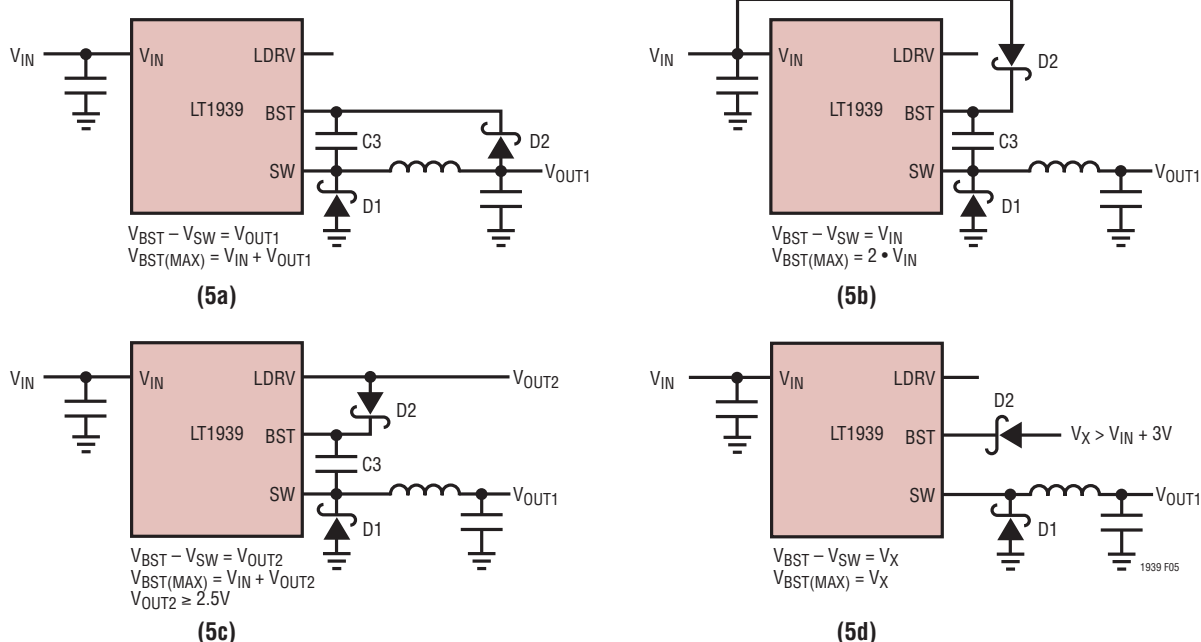 V_IN
V_IN
LDRV
LT1939
BST
SW
C3
D2
D1
V_OUT1
V_BST – V_SW = V_OUT1
V_BST(MAX) = V_IN + V_OUT1
(5a)
V_IN
V_IN
LDRV
LT1939
BST
SW
D2
C3
D1
V_OUT1
V_BST – V_SW = V_IN
V_BST(MAX) = 2 • V_IN
(5b)
V_IN
V_IN
LDRV
LT1939
BST
SW
V_OUT2
D2
C3
D1
V_OUT1
V_BST – V_SW = V_OUT2
V_BST(MAX) = V_IN + V_OUT2
V_OUT2 ≥ 2.5V
(5c)
V_IN
V_IN
LDRV
LT1939
BST
SW
D2
V_X > V_IN + 3V
D1
V_OUT1
V_BST – V_SW = V_X
V_BST(MAX) = V_X
1939 F05
(5d)